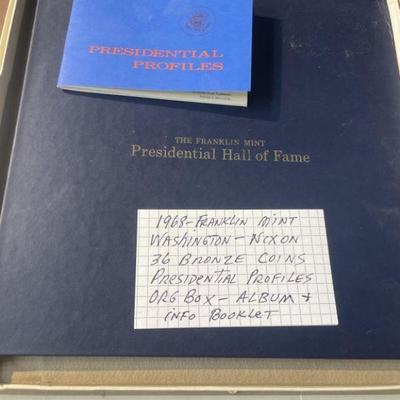 PRESIDENTIAL
PROFILES
THE FRANKLIN MINT
Presidential Hall of Fame
1968-FRANKLIN MINT
WASHINGTON-NIXON
36 BRONZE COINS
PRESIDENTIAL PROFILES
ORG BOX-ALBUM +
INFO BOOKLET